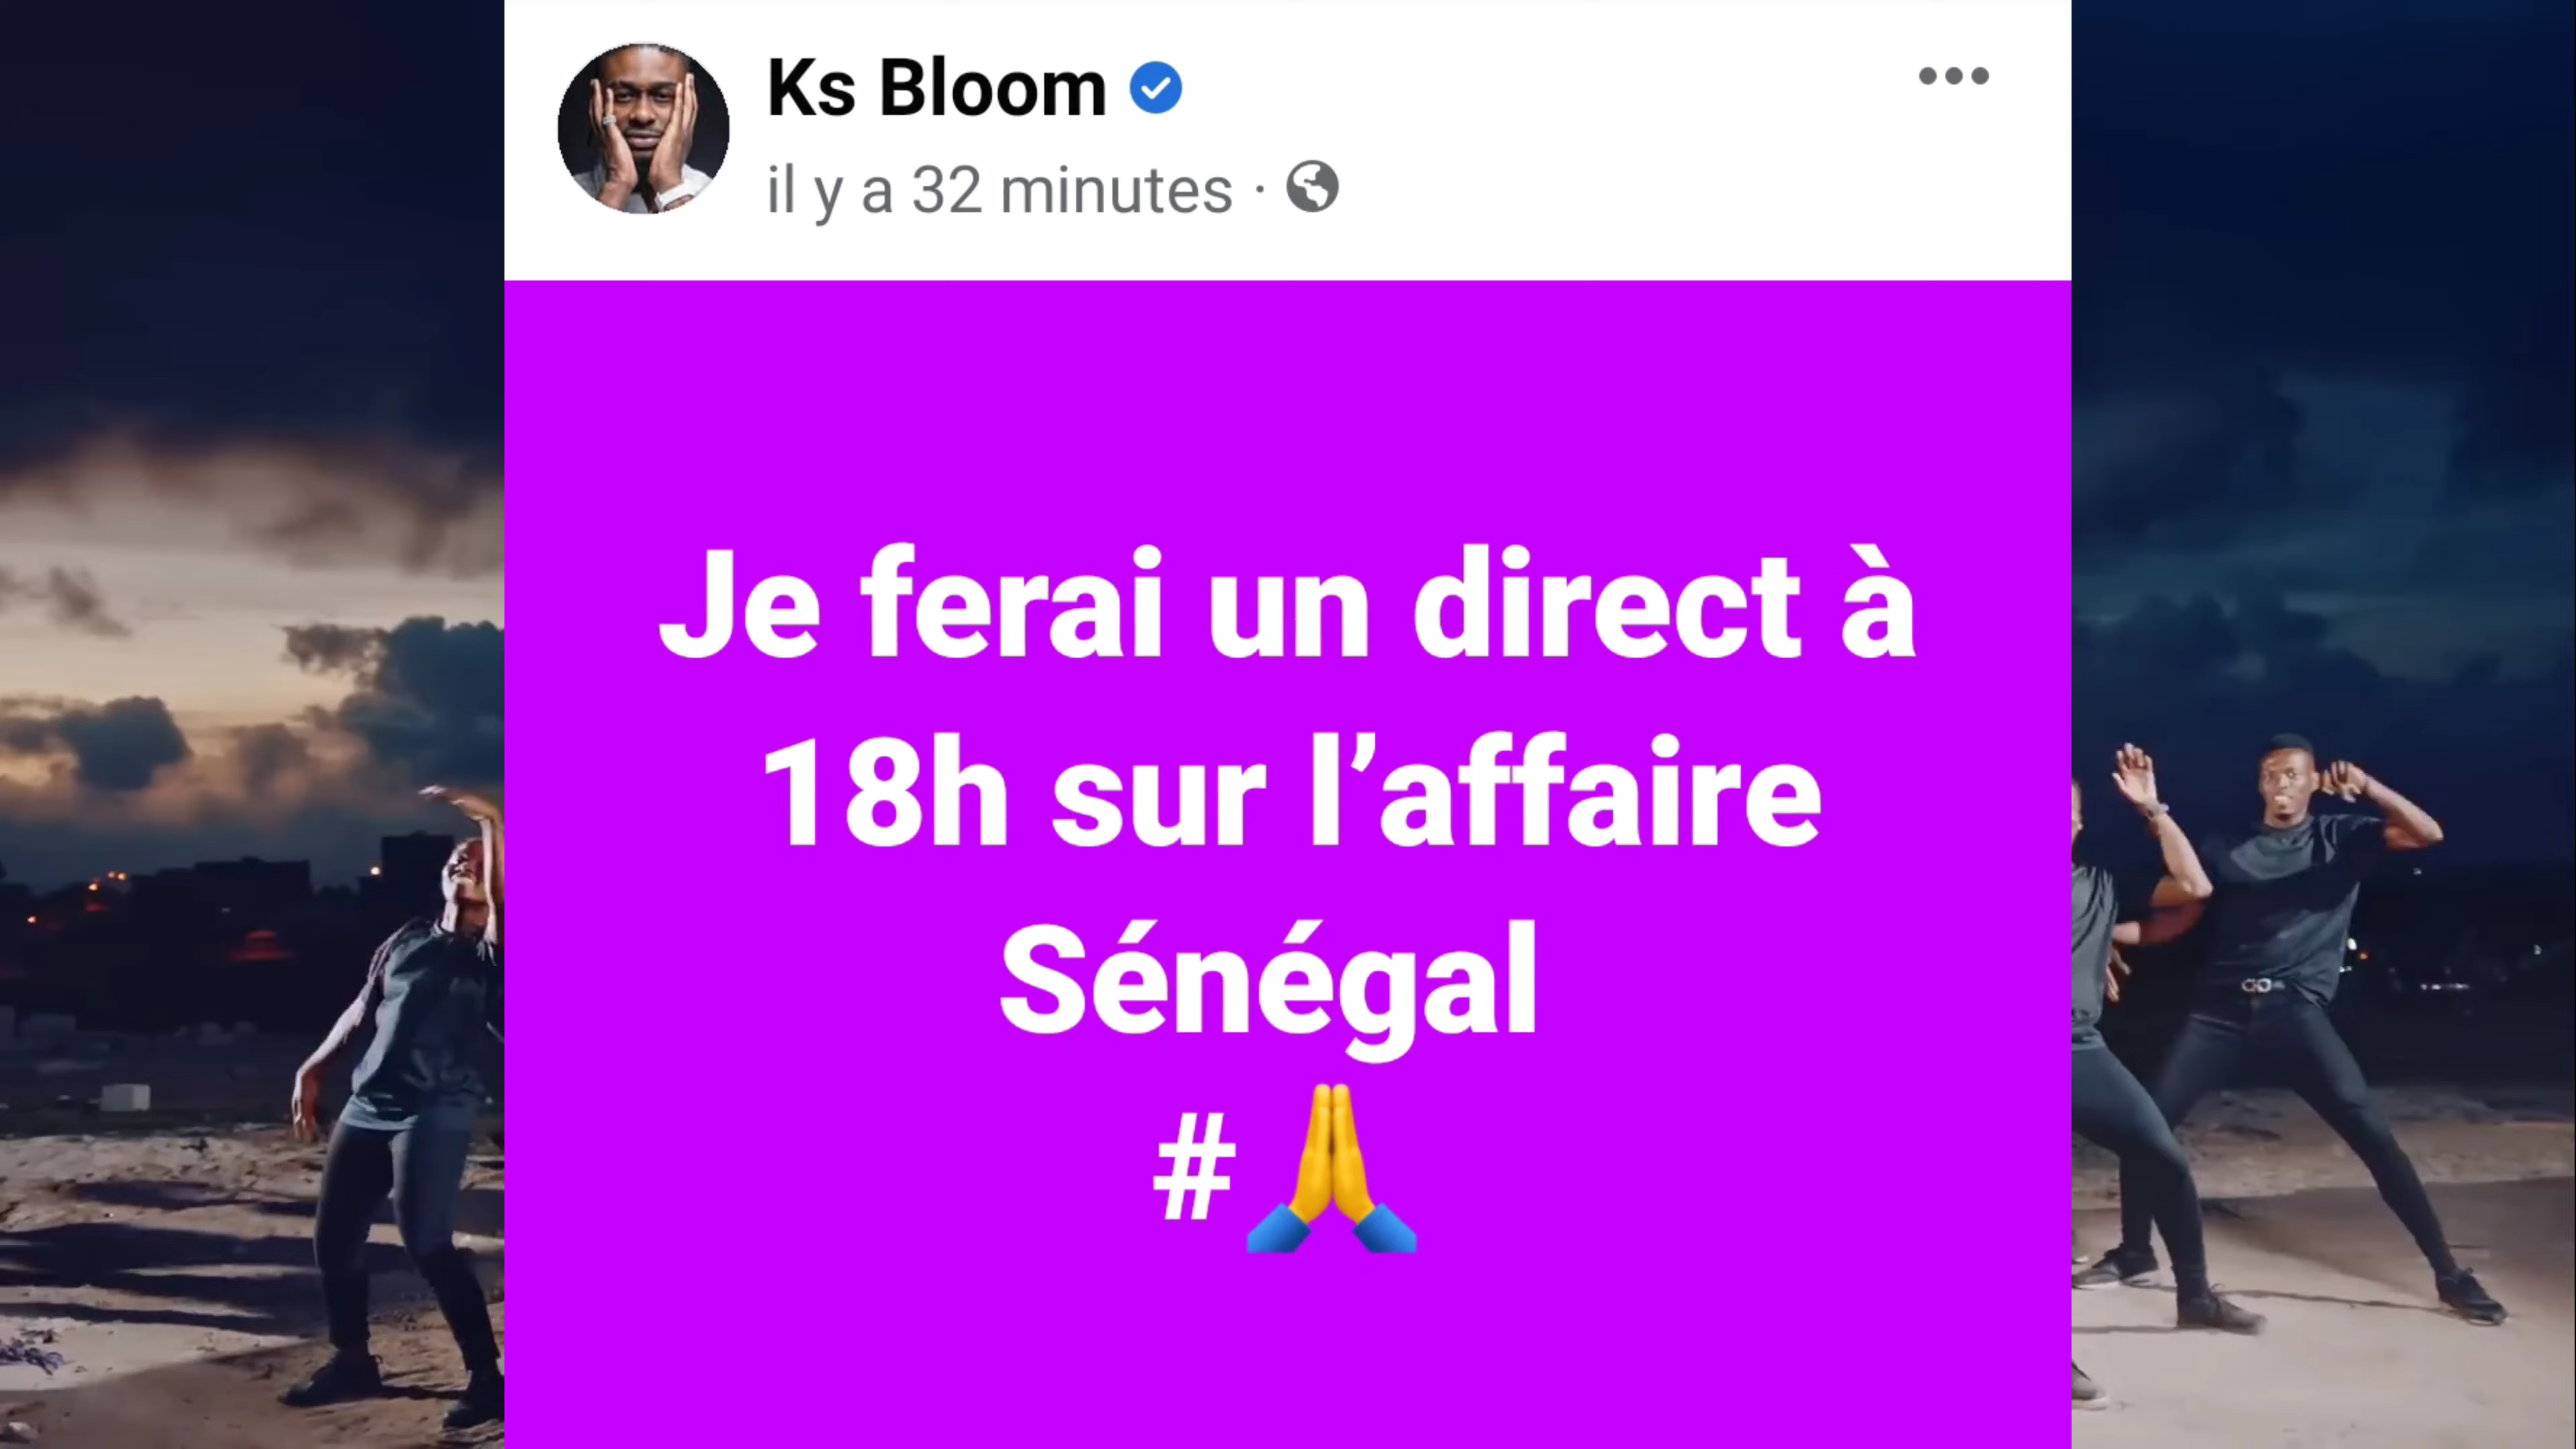 Ks Bloom
il y a 32 minutes ·
Je ferai un direct à
18h sur l’affaire
Sénégal
#🙏